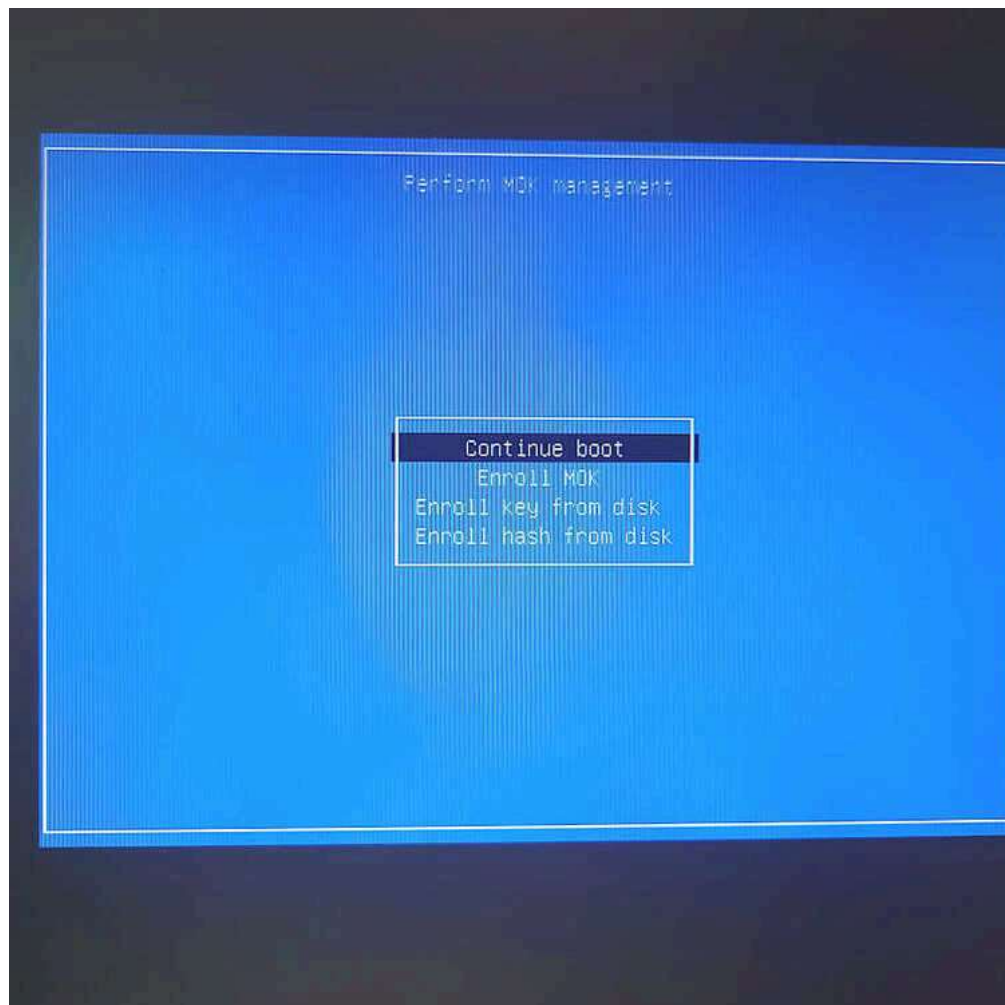 Perform MOK management
Continue boot
Enroll MOK
Enroll key from disk
Enroll hash from disk